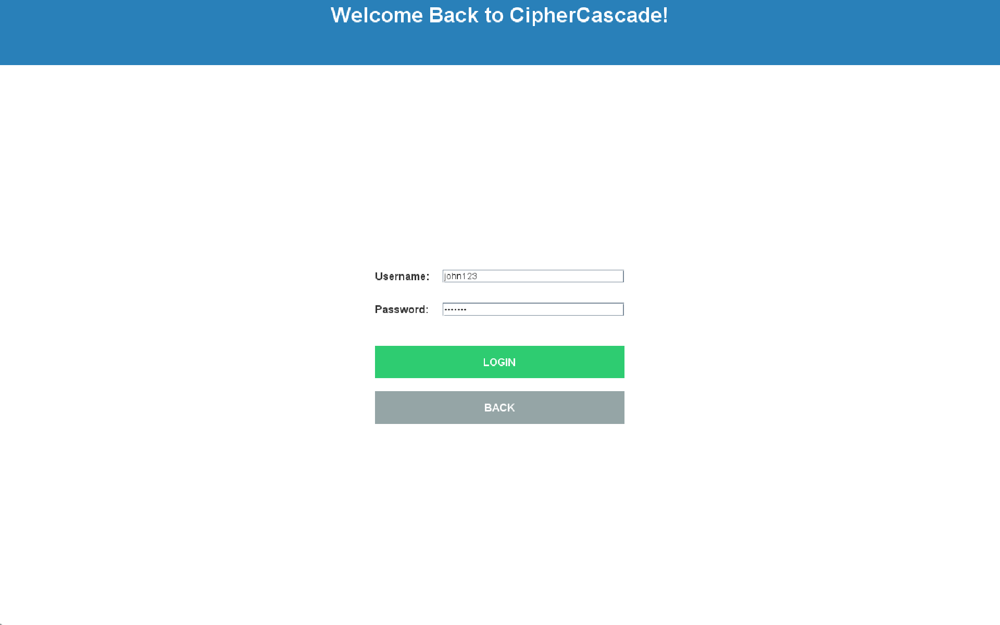 Welcome Back to CipherCascade!
Username: john123
Password: •••••••
LOGIN
BACK